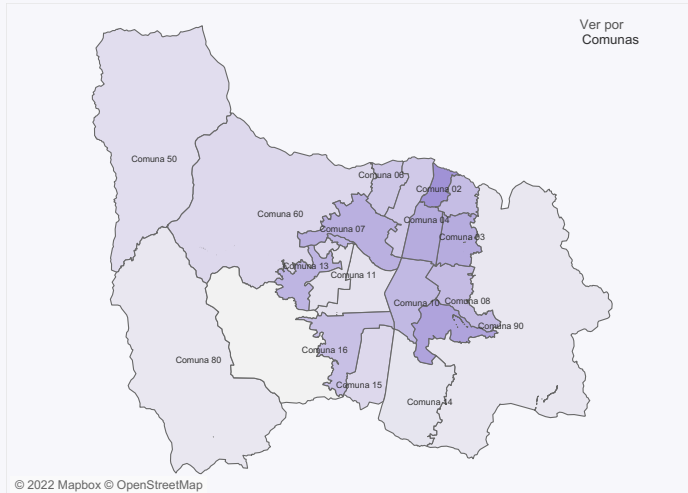 Ver por
Comunas
Comuna 50
Comuna 06
Comuna 02
Comuna 60
Comuna 04
Comuna 07
Comuna 03
Comuna 13
Comuna 11
Comuna 10
Comuna 08
Comuna 90
Comuna 16
Comuna 80
Comuna 15
Comuna 14
© 2022 Mapbox © OpenStreetMap